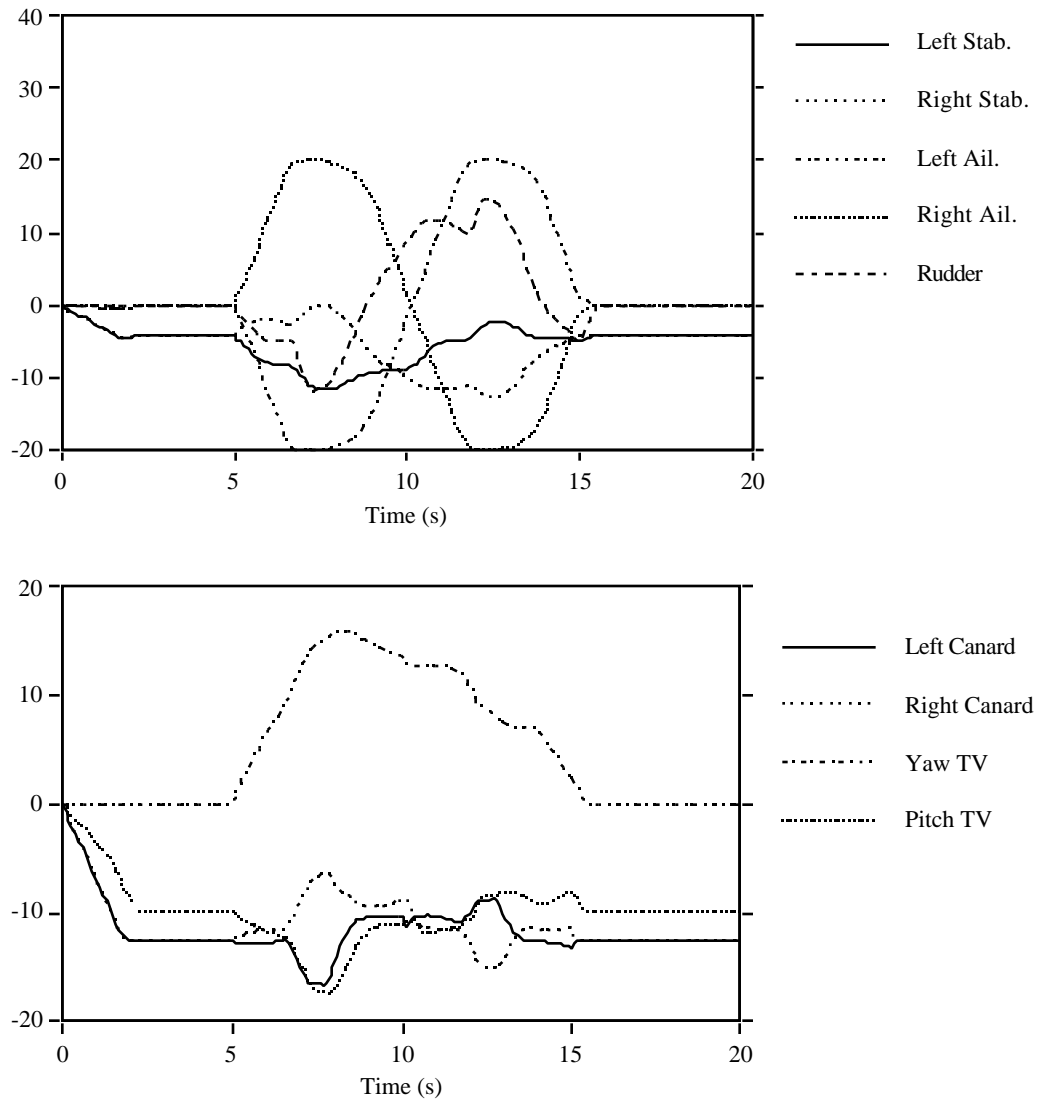 40
30
20
10
0
-10
-20
0 5 10 15 20
Time (s)
Left Stab.
Right Stab.
Left Ail.
Right Ail.
Rudder
20
10
0
-10
-20
0 5 10 15 20
Time (s)
Left Canard
Right Canard
Yaw TV
Pitch TV